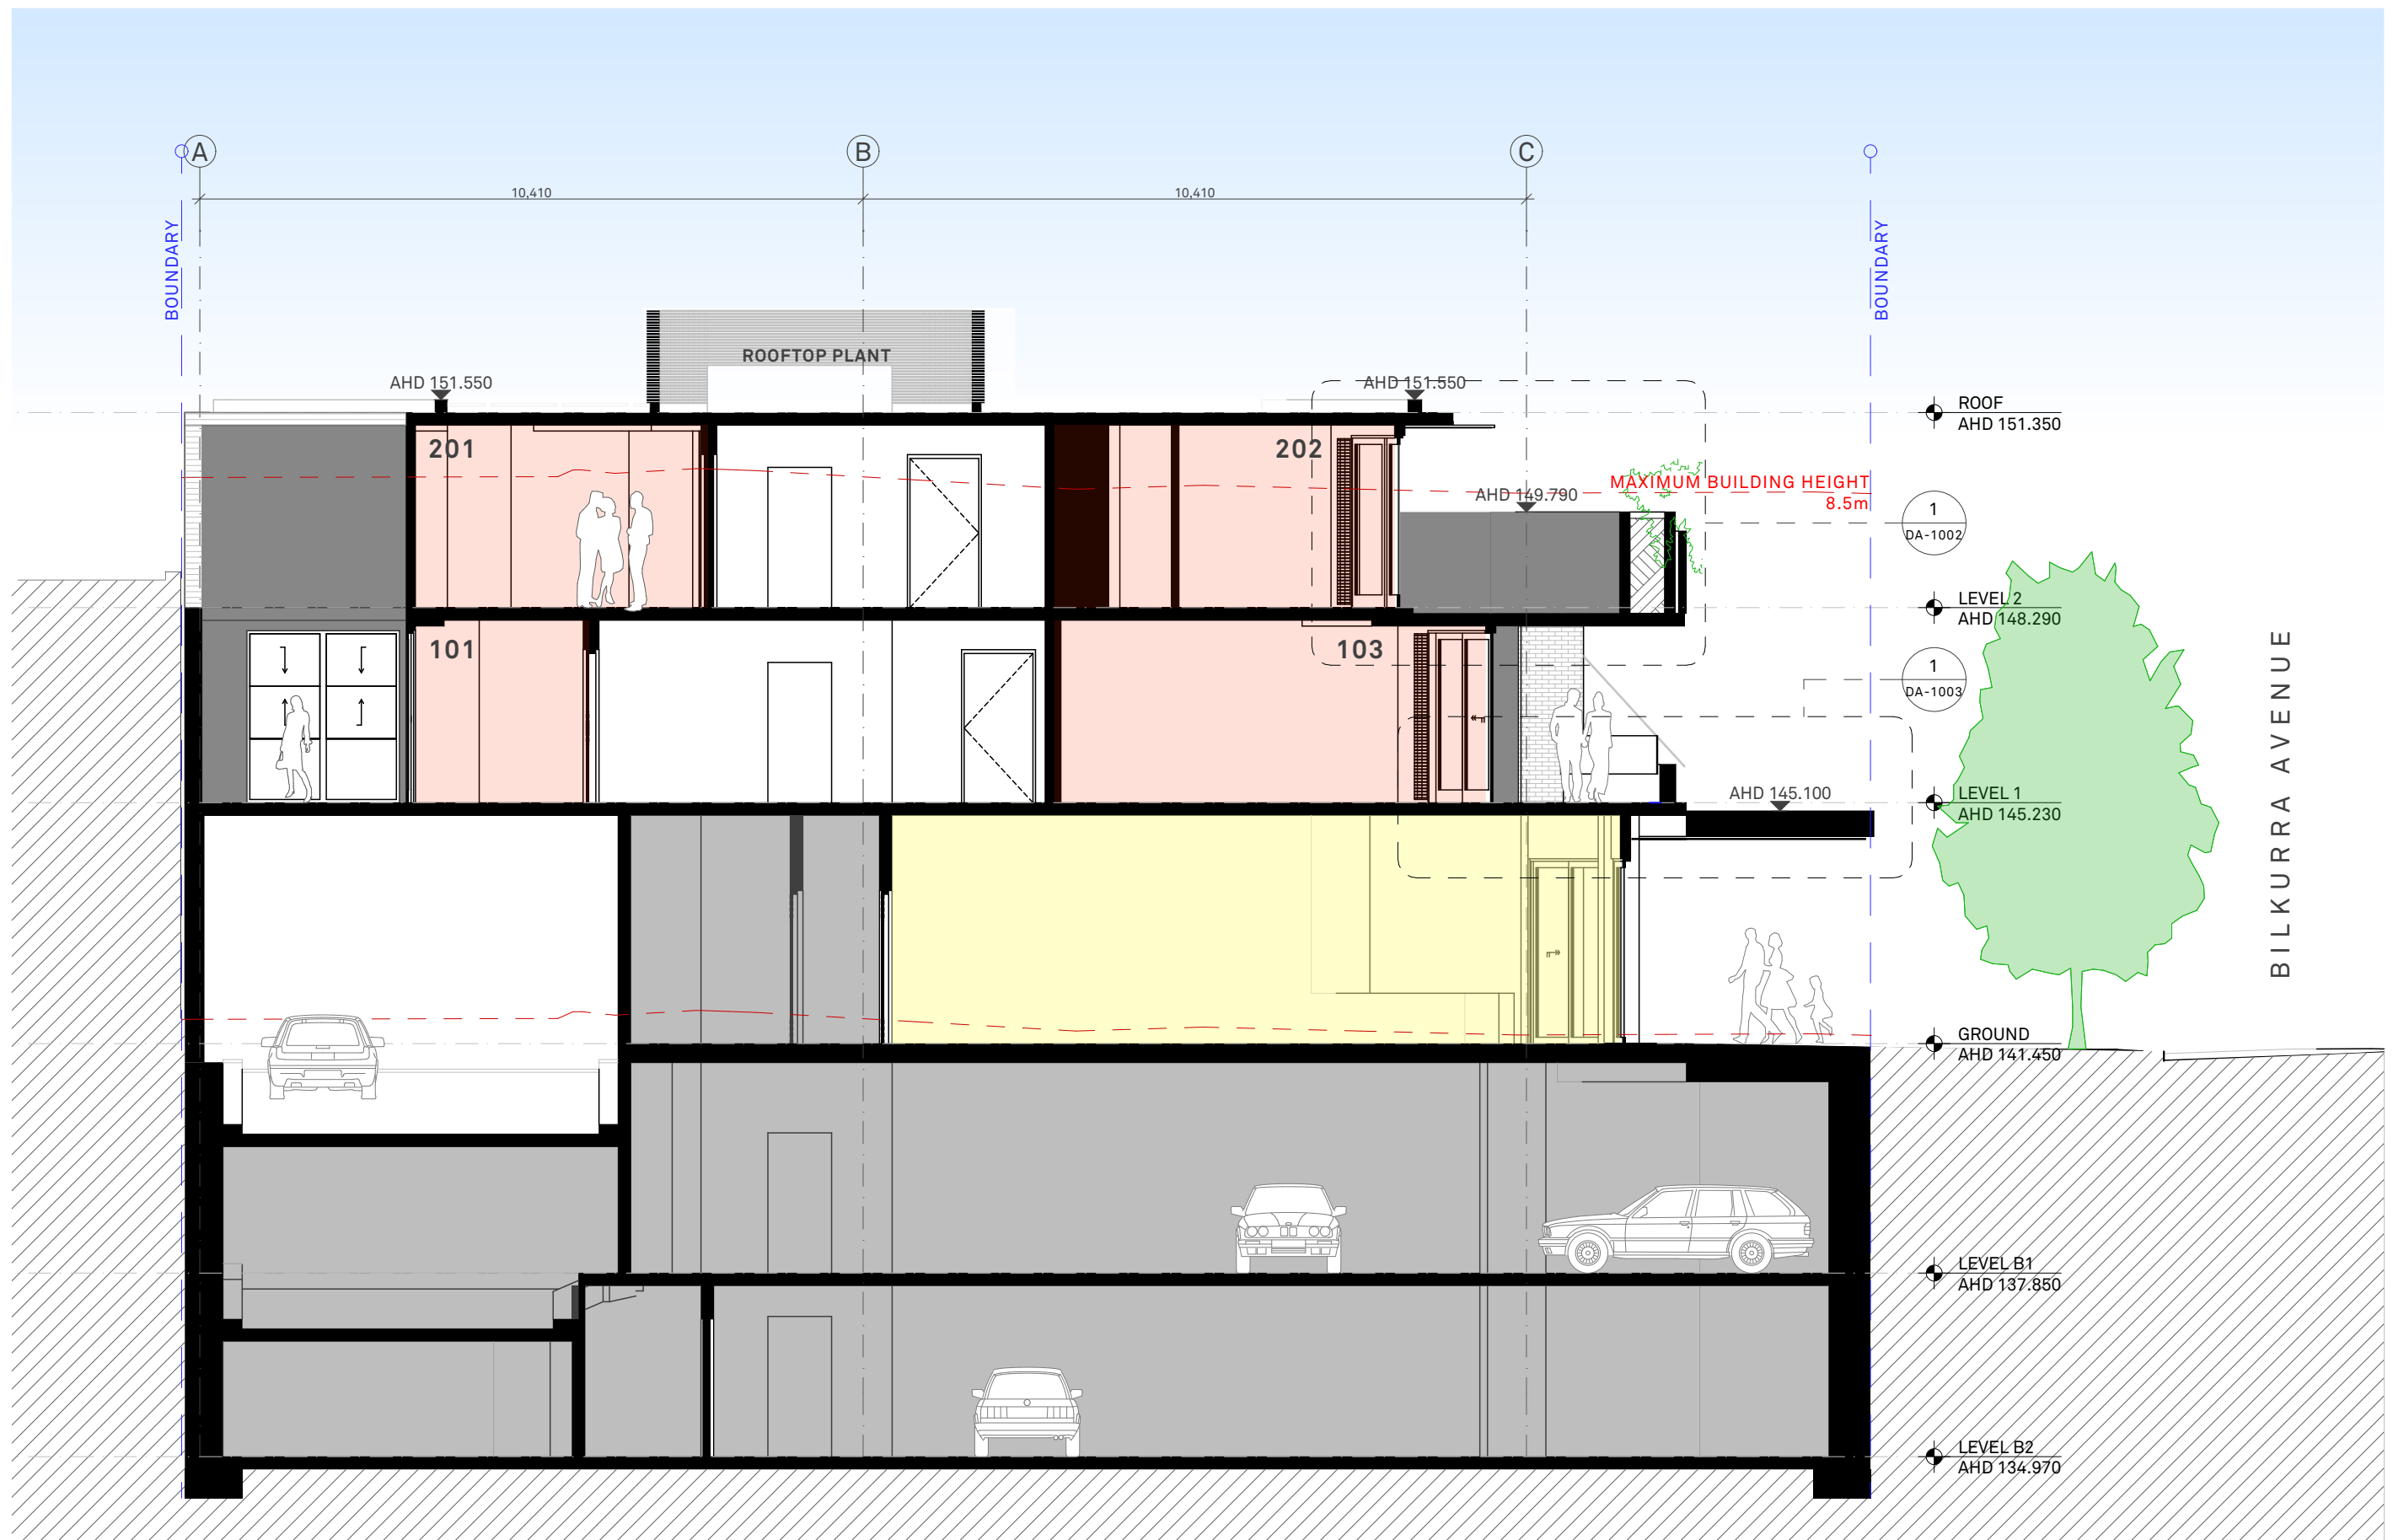 A
B
C
10,410
10,410
BOUNDARY
BOUNDARY
ROOFTOP PLANT
AHD 151.550
AHD 151.550
ROOF
AHD 151.350
201
202
MAXIMUM BUILDING HEIGHT
8.5m
AHD 149.790
1
DA-1002
LEVEL 2
AHD 148.290
101
103
1
DA-1003
BILKURRA AVENUE
AHD 145.100
LEVEL 1
AHD 145.230
GROUND
AHD 141.450
LEVEL B1
AHD 137.850
LEVEL B2
AHD 134.970